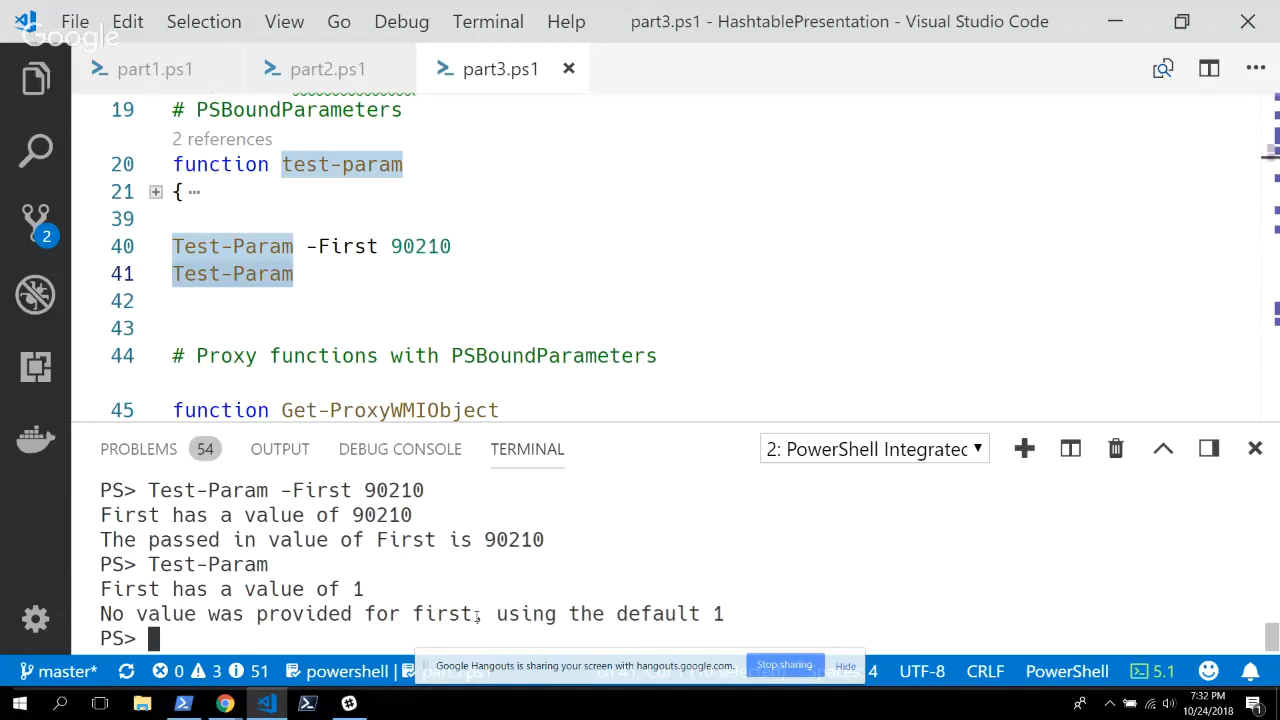 File Edit Selection View Go Debug Terminal Help part3.ps1 - HashtablePresentation - Visual Studio Code
Google
part1.ps1 part2.ps1 part3.ps1
19 # PSBoundParameters
2 references
20 function test-param
21 { ⋯
39
40 Test-Param -First 90210
41 Test-Param
42
43
44 # Proxy functions with PSBoundParameters
45 function Get-ProxyWMIObject
2
PROBLEMS 54 OUTPUT DEBUG CONSOLE TERMINAL 2: PowerShell Integratec
PS> Test-Param -First 90210
First has a value of 90210
The passed in value of First is 90210
PS> Test-Param
First has a value of 1
No value was provided for first, using the default 1
PS>
Google Hangouts is sharing your screen with hangouts.google.com. Stop sharing Hide
master* 0 3 51 powershell part3.ps1 4 UTF-8 CRLF PowerShell 5.1
7:32 PM
10/24/2018
1